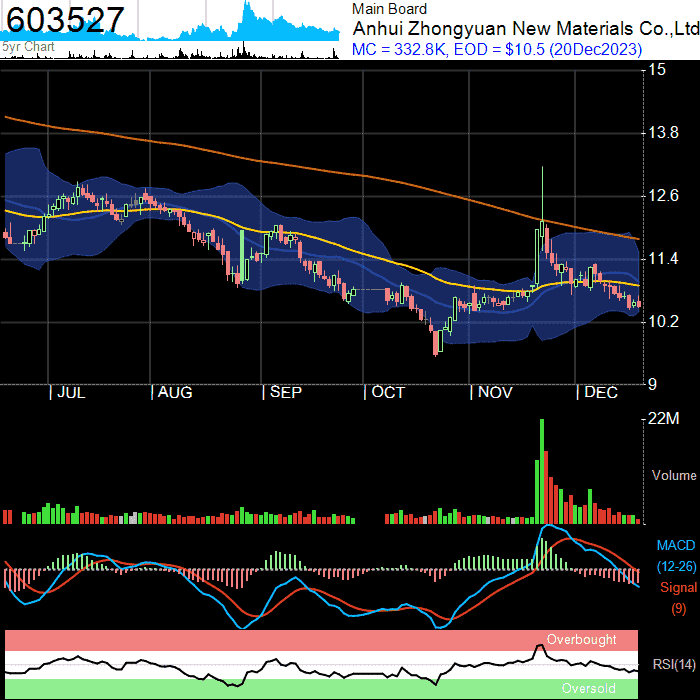 603527
5yr Chart
Main Board
Anhui Zhongyuan New Materials Co.,Ltd
MC = 332.8K, EOD = $10.5 (20Dec2023)
15
13.8
12.6
11.4
10.2
9
| JUL | AUG | SEP | OCT | NOV | DEC
22M
Volume
MACD
(12-26)
Signal
(9)
Overbought
RSI(14)
Oversold